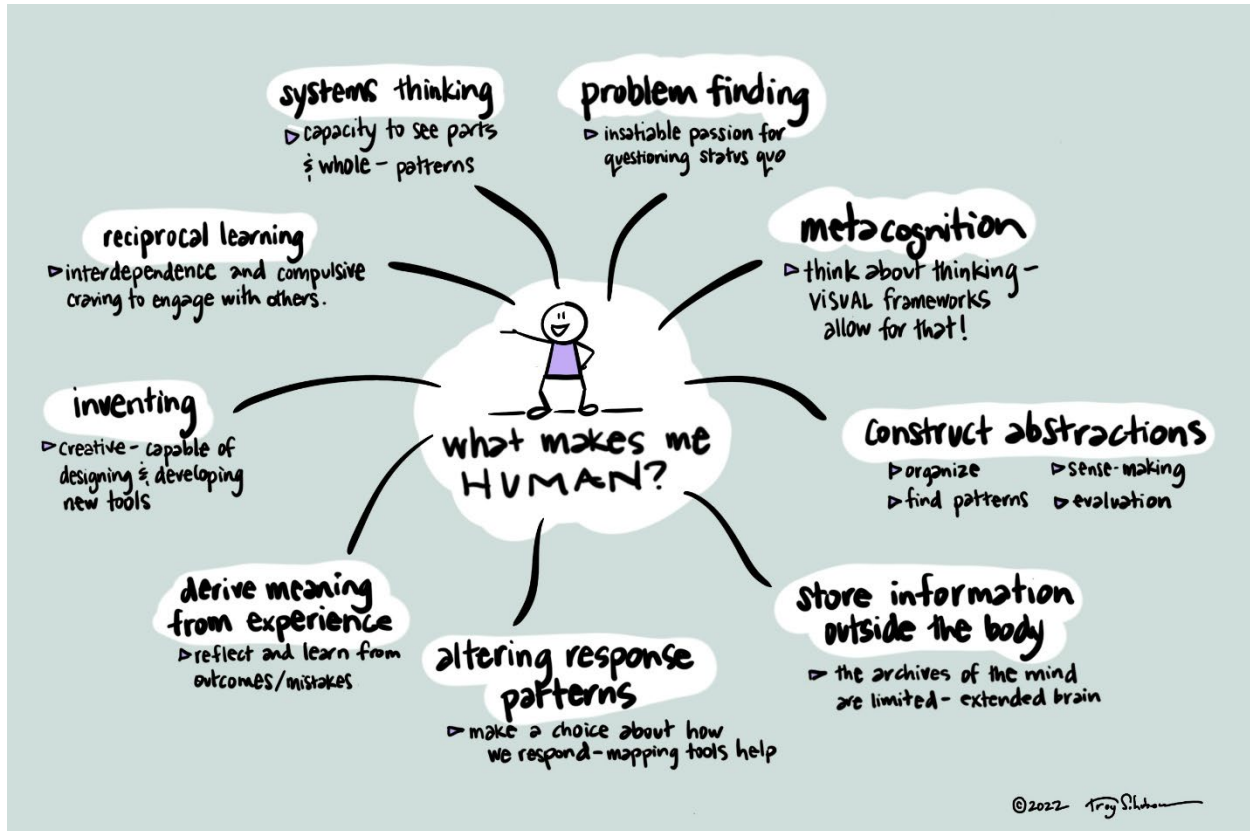 systems thinking
capacity to see parts
& whole - patterns
problem finding
insatiable passion for
questioning status quo
metacognition
think about thinking -
VISUAL frameworks
allow for that!
reciprocal learning
interdependence and compulsive
craving to engage with others.
inventing
creative - capable of
designing & developing
new tools
what makes me
HUMAN?
construct abstractions
organize
sense-making
find patterns
evaluation
derive meaning
from experience
reflect and learn from
outcomes/mistakes
altering response
patterns
make a choice about how
we respond - mapping tools help
store information
outside the body
the archives of the mind
are limited - extended brain
©2022 Troy